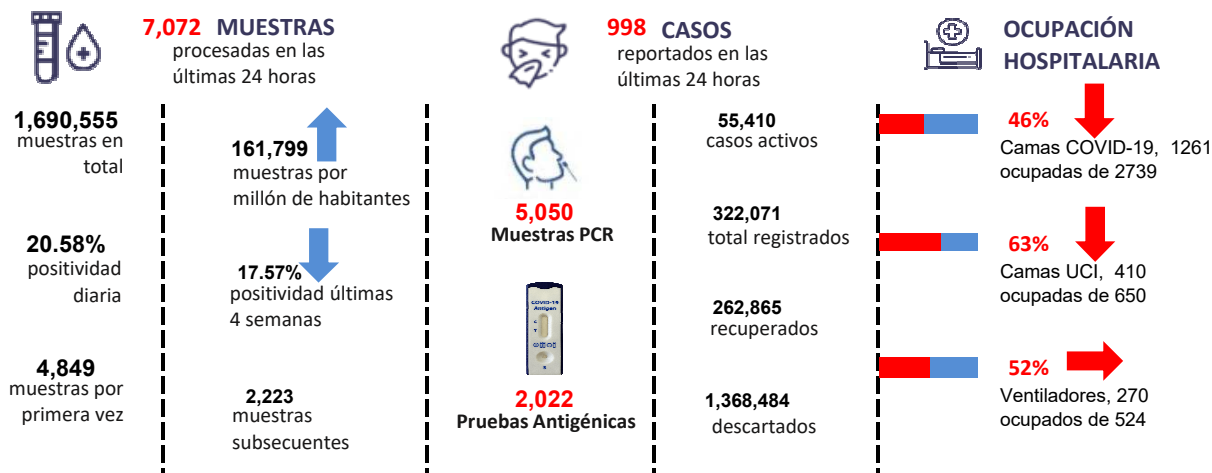 7,072 MUESTRAS
procesadas en las
últimas 24 horas
1,690,555
muestras en
total
20.58%
positividad
diaria
4,849
muestras por
primera vez
161,799
muestras por
millón de habitantes
17.57%
positividad últimas
4 semanas
2,223
muestras
subsecuentes
998 CASOS
reportados en las
últimas 24 horas
5,050
Muestras PCR
COVID-19
Antigen
C
T
2,022
Pruebas Antigénicas
55,410
casos activos
322,071
total registrados
262,865
recuperados
1,368,484
descartados
OCUPACIÓN
HOSPITALARIA
46%
Camas COVID-19, 1261
ocupadas de 2739
63%
Camas UCI, 410
ocupadas de 650
52%
Ventiladores, 270
ocupados de 524